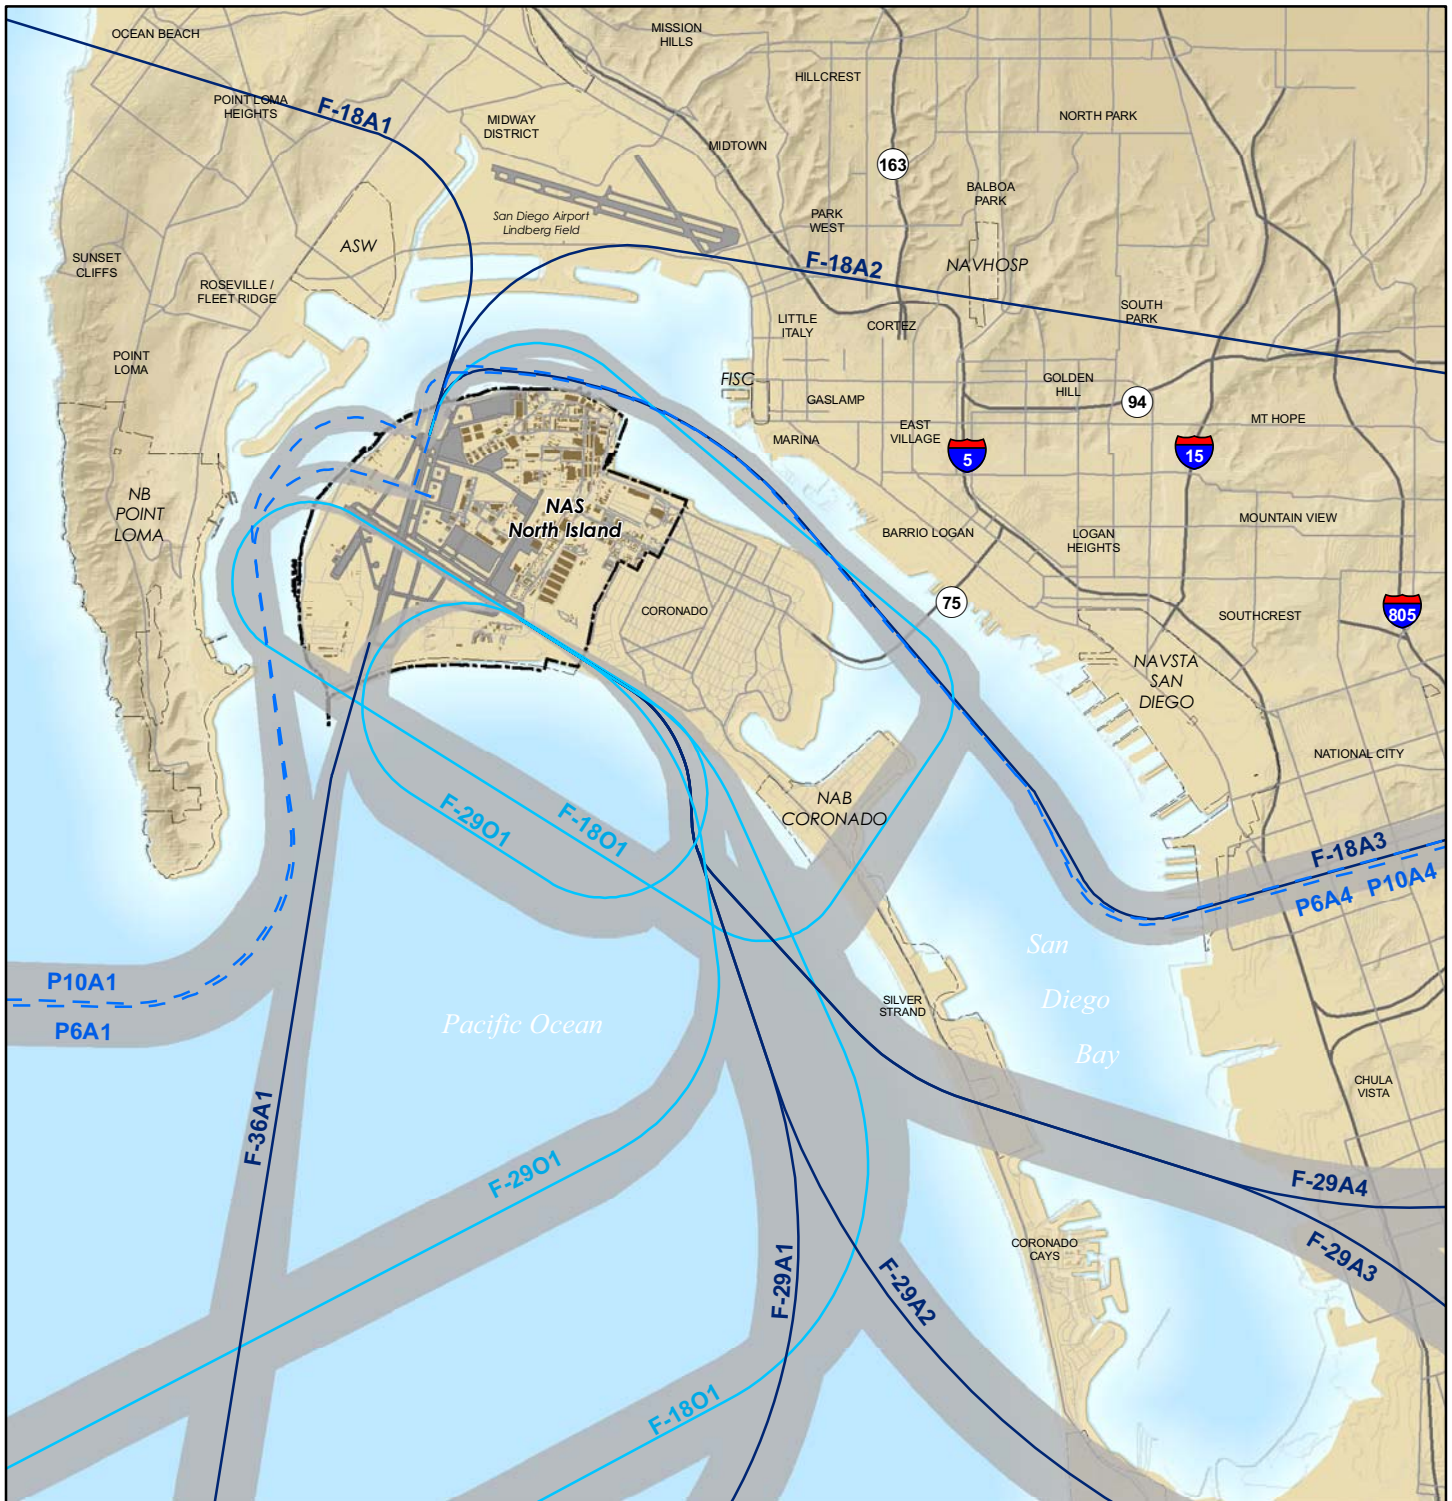 OCEAN BEACH
MISSION
HILLS
HILLCREST
POINT LOMA
HEIGHTS
F-18A1
MIDWAY
DISTRICT
NORTH PARK
MIDTOWN
163
BALBOA
PARK
San Diego Airport
Lindberg Field
PARK
WEST
ASW
SUNSET
CLIFFS
F-18A2
NAVHOSP
ROSEVILLE /
FLEET RIDGE
SOUTH
PARK
LITTLE
ITALY
CORTEZ
POINT
LOMA
FISC
GASLAMP
GOLDEN
HILL
94
MT HOPE
EAST
VILLAGE
MARINA
5
15
NB
POINT
LOMA
NAS
North Island
BARRIO LOGAN
LOGAN
HEIGHTS
MOUNTAIN VIEW
CORONADO
75
SOUTHCREST
805
NAVSTA
SAN
DIEGO
NATIONAL CITY
NAB
CORONADO
F-29O1
F-18O1
F-18A3
P6A4
P10A4
San
Diego
Bay
P10A1
P6A1
Pacific Ocean
SILVER
STRAND
CHULA
VISTA
F-36A1
F-29O1
F-29A4
F-29A3
CORONADO
CAYS
F-29A1
F-29A2
F-18O1